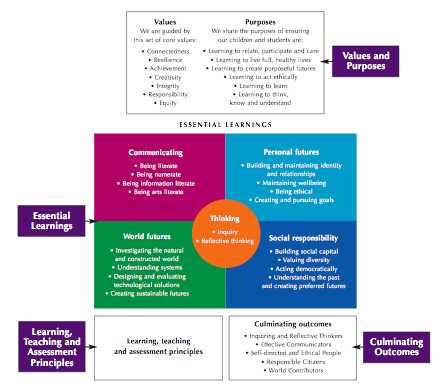 Values
We are guided by
this set of core values:
• Connectedness
• Resilience
• Achievement
• Creativity
• Integrity
• Responsibility
• Equity
Purposes
We share the purposes of ensuring
our children and students are:
• Learning to relate, participate and care
• Learning to live full, healthy lives
• Learning to create purposeful futures
• Learning to act ethically
• Learning to learn
• Learning to think,
know and understand
Values and
Purposes
ESSENTIAL LEARNINGS
Communicating
• Being literate
• Being numerate
• Being information literate
• Being arts literate
Personal futures
• Building and maintaining identity
and relationships
• Maintaining wellbeing
• Being ethical
• Creating and pursuing goals
Essential
Learnings
Thinking
• Inquiry
• Reflective thinking
World futures
• Investigating the natural
and constructed world
• Understanding systems
• Designing and evaluating
technological solutions
• Creating sustainable futures
Social responsibility
• Building social capital
• Valuing diversity
• Acting democratically
• Understanding the past
and creating preferred futures
Learning,
Teaching and
Assessment
Principles
Learning, teaching
and assessment principles
Culminating outcomes
• Inquiring and Reflective Thinkers
• Effective Communicators
• Self-directed and Ethical People
• Responsible Citizens
• World Contributors
Culminating
Outcomes